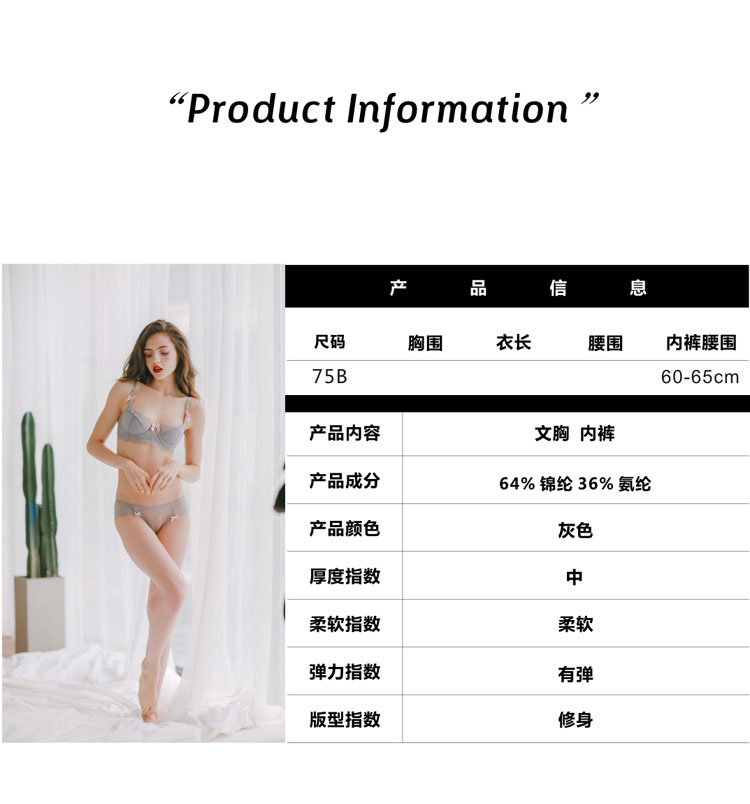 “Product Information”
产品信息
尺码 胸围 衣长 腰围 内裤腰围
75B 60-65cm
产品内容 文胸 内裤
产品成分 64% 锦纶 36% 氨纶
产品颜色 灰色
厚度指数 中
柔软指数 柔软
弹力指数 有弹
版型指数 修身